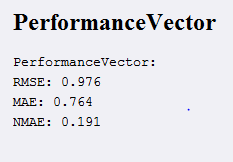 PerformanceVector
PerformanceVector:
RMSE: 0.976
MAE: 0.764
NMAE: 0.191